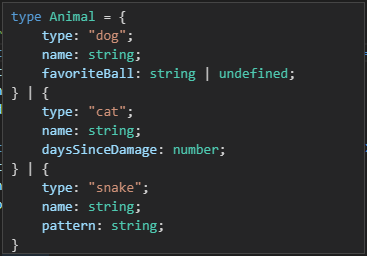 type Animal = {
    type: "dog";
    name: string;
    favoriteBall: string | undefined;
} | {
    type: "cat";
    name: string;
    daysSinceDamage: number;
} | {
    type: "snake";
    name: string;
    pattern: string;
}